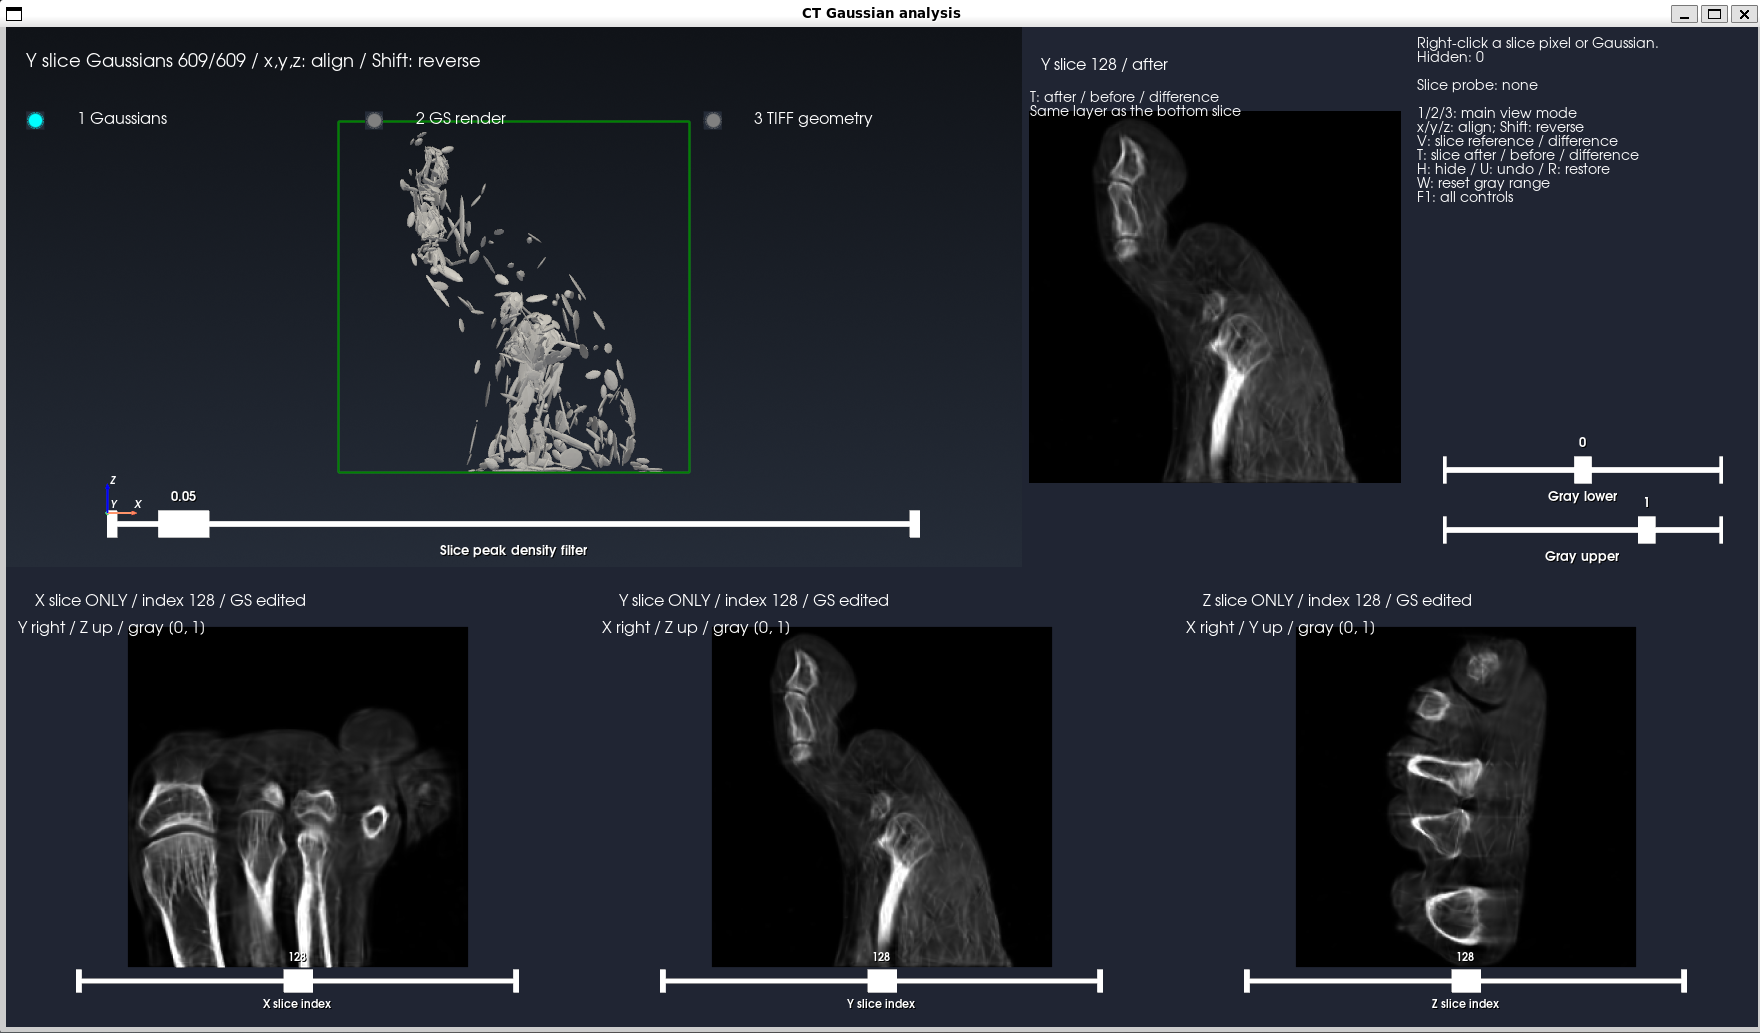 CT Gaussian analysis
Y slice Gaussians 609/609 / x,y,z: align / Shift: reverse
1 Gaussians
2 GS render
3 TIFF geometry
Z
Y
X
0.05
Slice peak density filter
Y slice 128 / after
T: after / before / difference
Same layer as the bottom slice
Right-click a slice pixel or Gaussian.
Hidden: 0
Slice probe: none
1/2/3: main view mode
x/y/z: align; Shift: reverse
V: slice reference / difference
T: slice after / before / difference
H: hide / U: undo / R: restore
W: reset gray range
F1: all controls
0
Gray lower
1
Gray upper
X slice ONLY / index 128 / GS edited
Y right / Z up / gray [0, 1]
128
X slice index
Y slice ONLY / index 128 / GS edited
X right / Z up / gray [0, 1]
128
Y slice index
Z slice ONLY / index 128 / GS edited
X right / Y up / gray [0, 1]
128
Z slice index